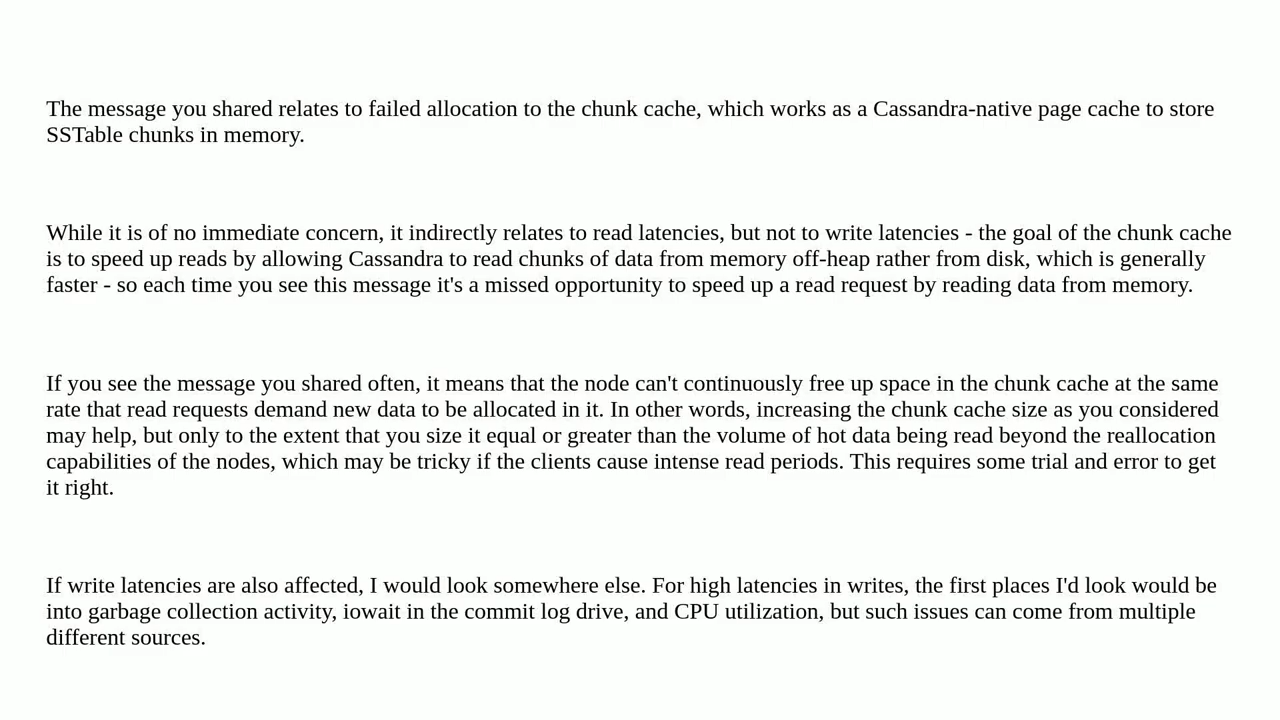 The message you shared relates to failed allocation to the chunk cache, which works as a Cassandra-native page cache to store
SSTable chunks in memory.
While it is of no immediate concern, it indirectly relates to read latencies, but not to write latencies - the goal of the chunk cache
is to speed up reads by allowing Cassandra to read chunks of data from memory off-heap rather from disk, which is generally
faster - so each time you see this message it's a missed opportunity to speed up a read request by reading data from memory.
If you see the message you shared often, it means that the node can't continuously free up space in the chunk cache at the same
rate that read requests demand new data to be allocated in it. In other words, increasing the chunk cache size as you considered
may help, but only to the extent that you size it equal or greater than the volume of hot data being read beyond the reallocation
capabilities of the nodes, which may be tricky if the clients cause intense read periods. This requires some trial and error to get
it right.
If write latencies are also affected, I would look somewhere else. For high latencies in writes, the first places I'd look would be
into garbage collection activity, iowait in the commit log drive, and CPU utilization, but such issues can come from multiple
different sources.